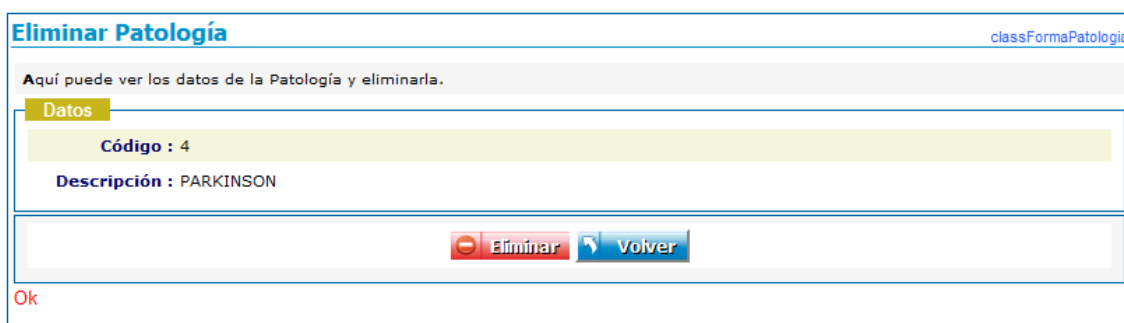 Eliminar Patología
classFormaPatologia
Aquí puede ver los datos de la Patología y eliminarla.
Datos
Código : 4
Descripción : PARKINSON
Eliminar Volver
Ok